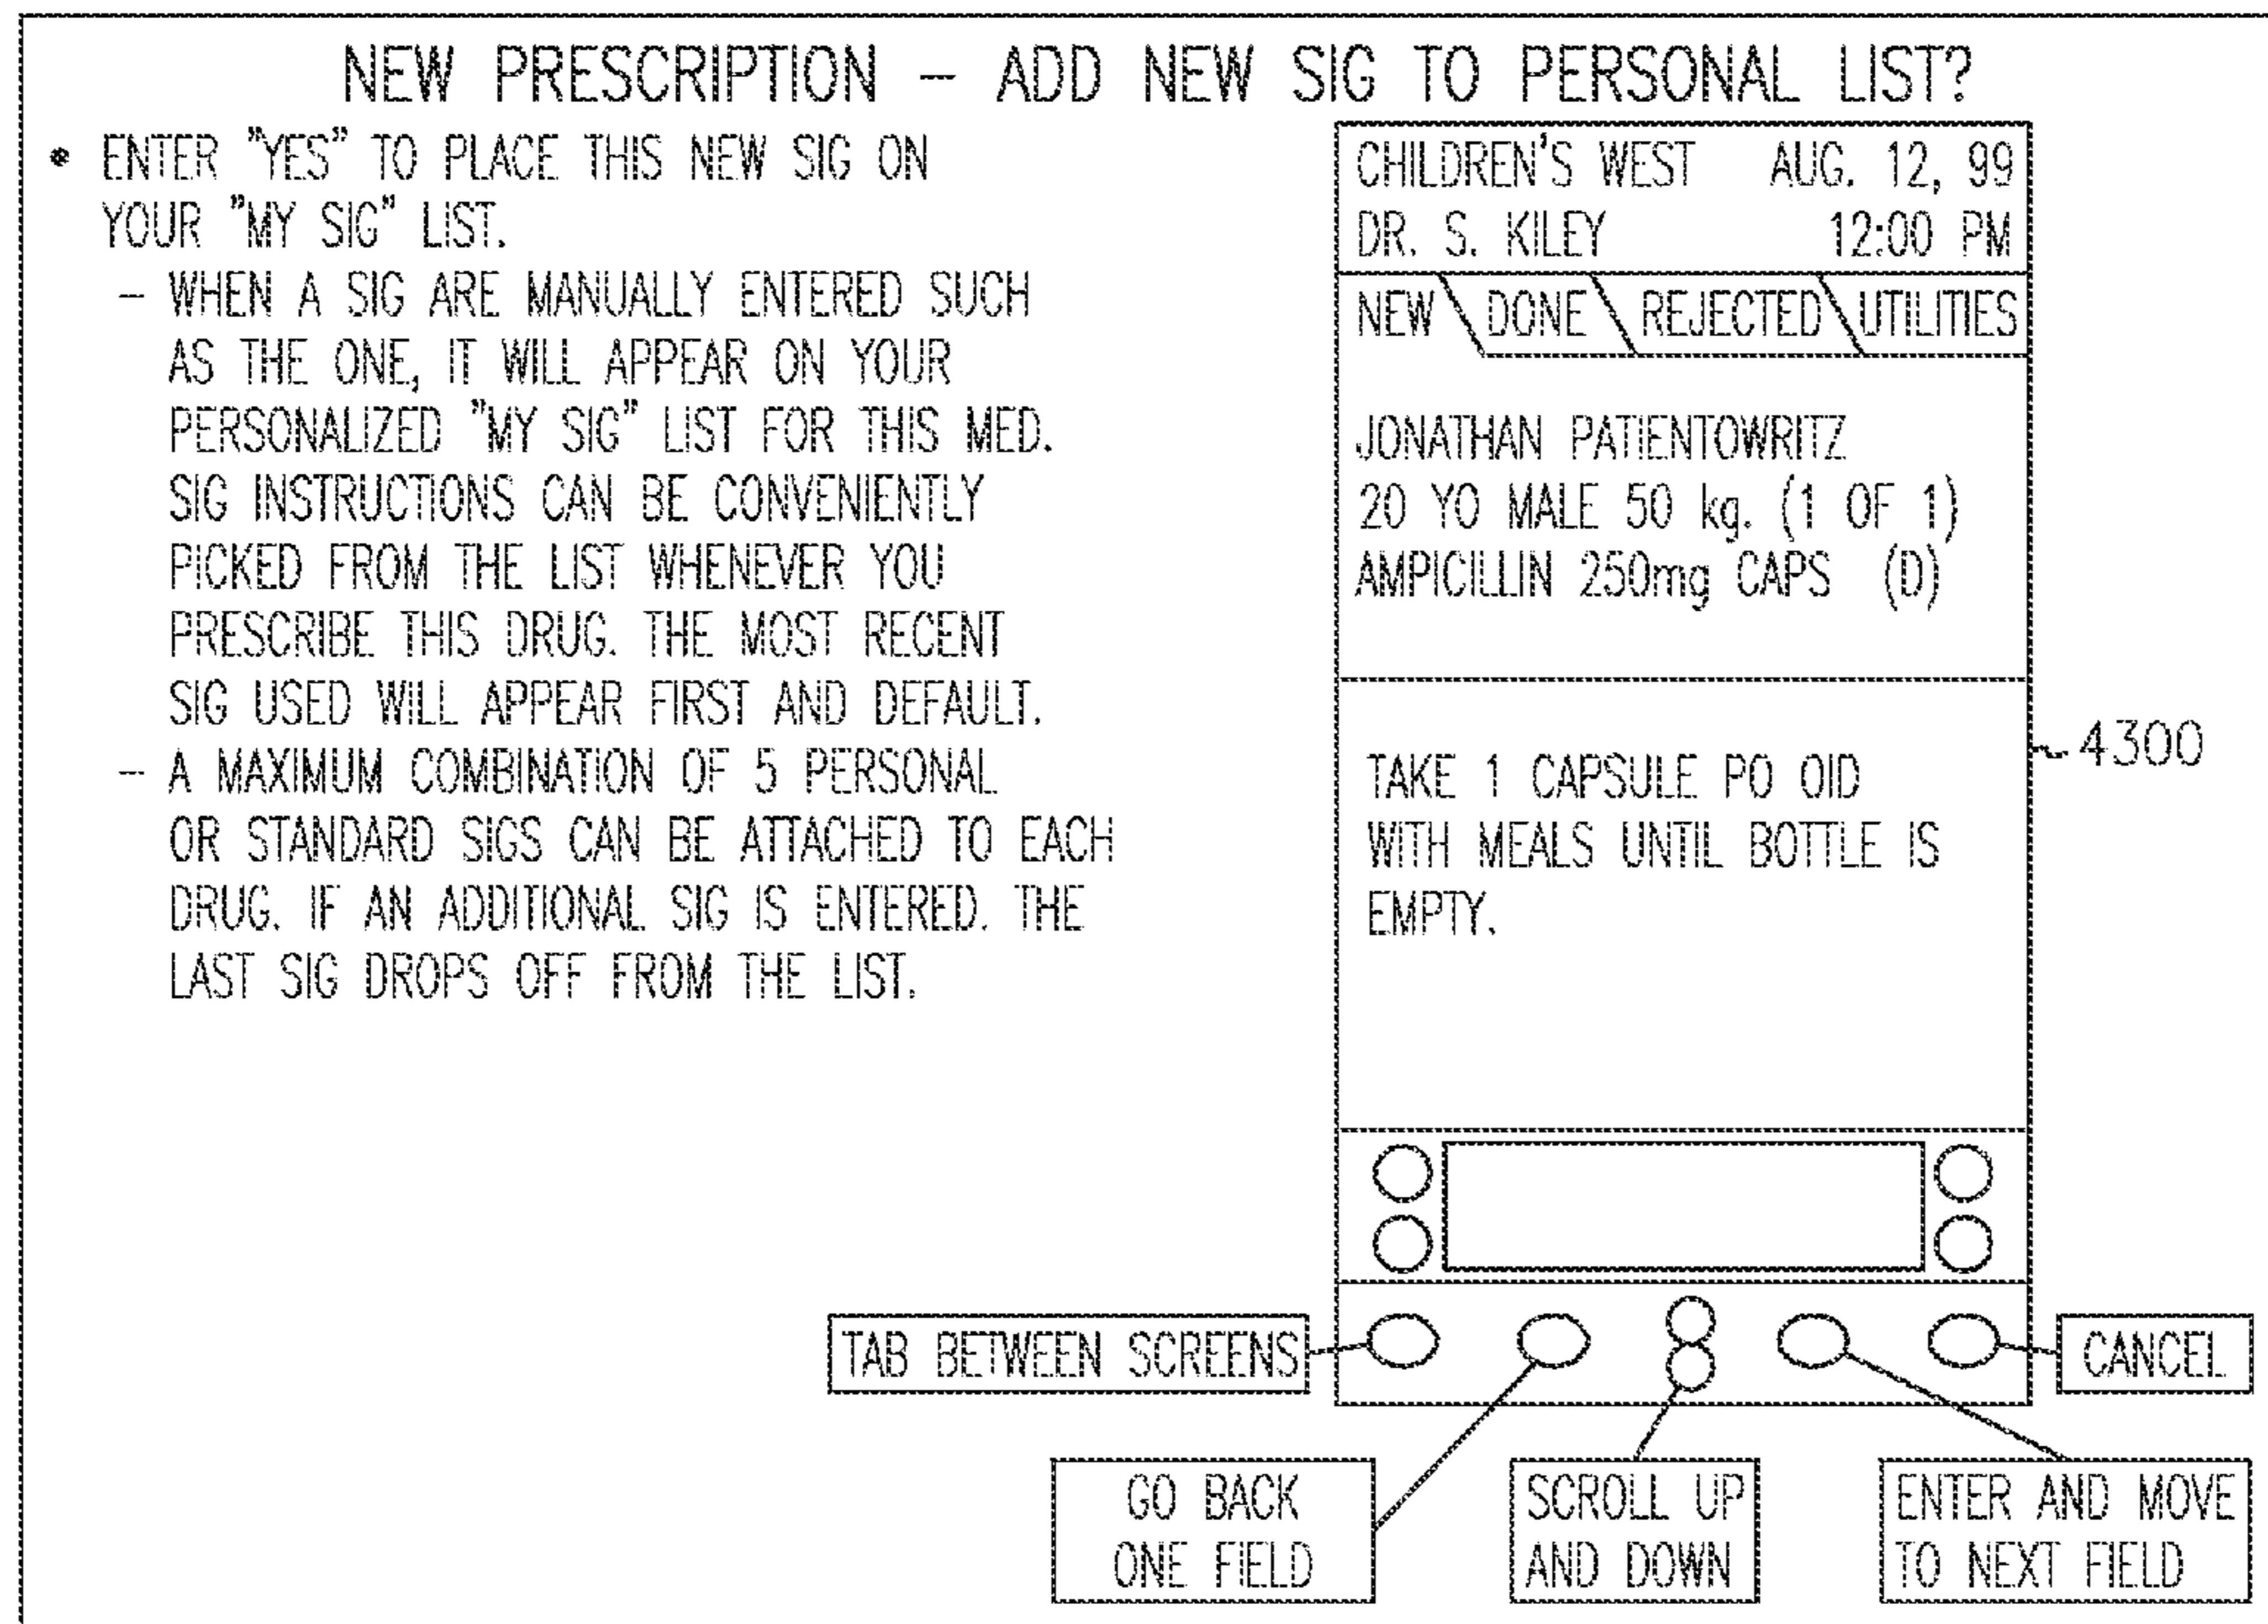 NEW PRESCRIPTION – ADD NEW SIG TO PERSONAL LIST?
• ENTER "YES" TO PLACE THIS NEW SIG ON
YOUR "MY SIG" LIST.
– WHEN A SIG ARE MANUALLY ENTERED SUCH
AS THE ONE, IT WILL APPEAR ON YOUR
PERSONALIZED "MY SIG" LIST FOR THIS MED.
SIG INSTRUCTIONS CAN BE CONVENIENTLY
PICKED FROM THE LIST WHENEVER YOU
PRESCRIBE THIS DRUG. THE MOST RECENT
SIG USED WILL APPEAR FIRST AND DEFAULT.
– A MAXIMUM COMBINATION OF 5 PERSONAL
OR STANDARD SIGS CAN BE ATTACHED TO EACH
DRUG. IF AN ADDITIONAL SIG IS ENTERED. THE
LAST SIG DROPS OFF FROM THE LIST.
CHILDREN'S WEST AUG. 12, 99
DR. S. KILEY 12:00 PM
NEW DONE REJECTED UTILITIES
JONATHAN PATIENTOWRITZ
20 YO MALE 50 kg. (1 OF 1)
AMPICILLIN 250mg CAPS (D)
TAKE 1 CAPSULE PO OID
WITH MEALS UNTIL BOTTLE IS
EMPTY.
4300
TAB BETWEEN SCREENS
CANCEL
GO BACK
ONE FIELD
SCROLL UP
AND DOWN
ENTER AND MOVE
TO NEXT FIELD